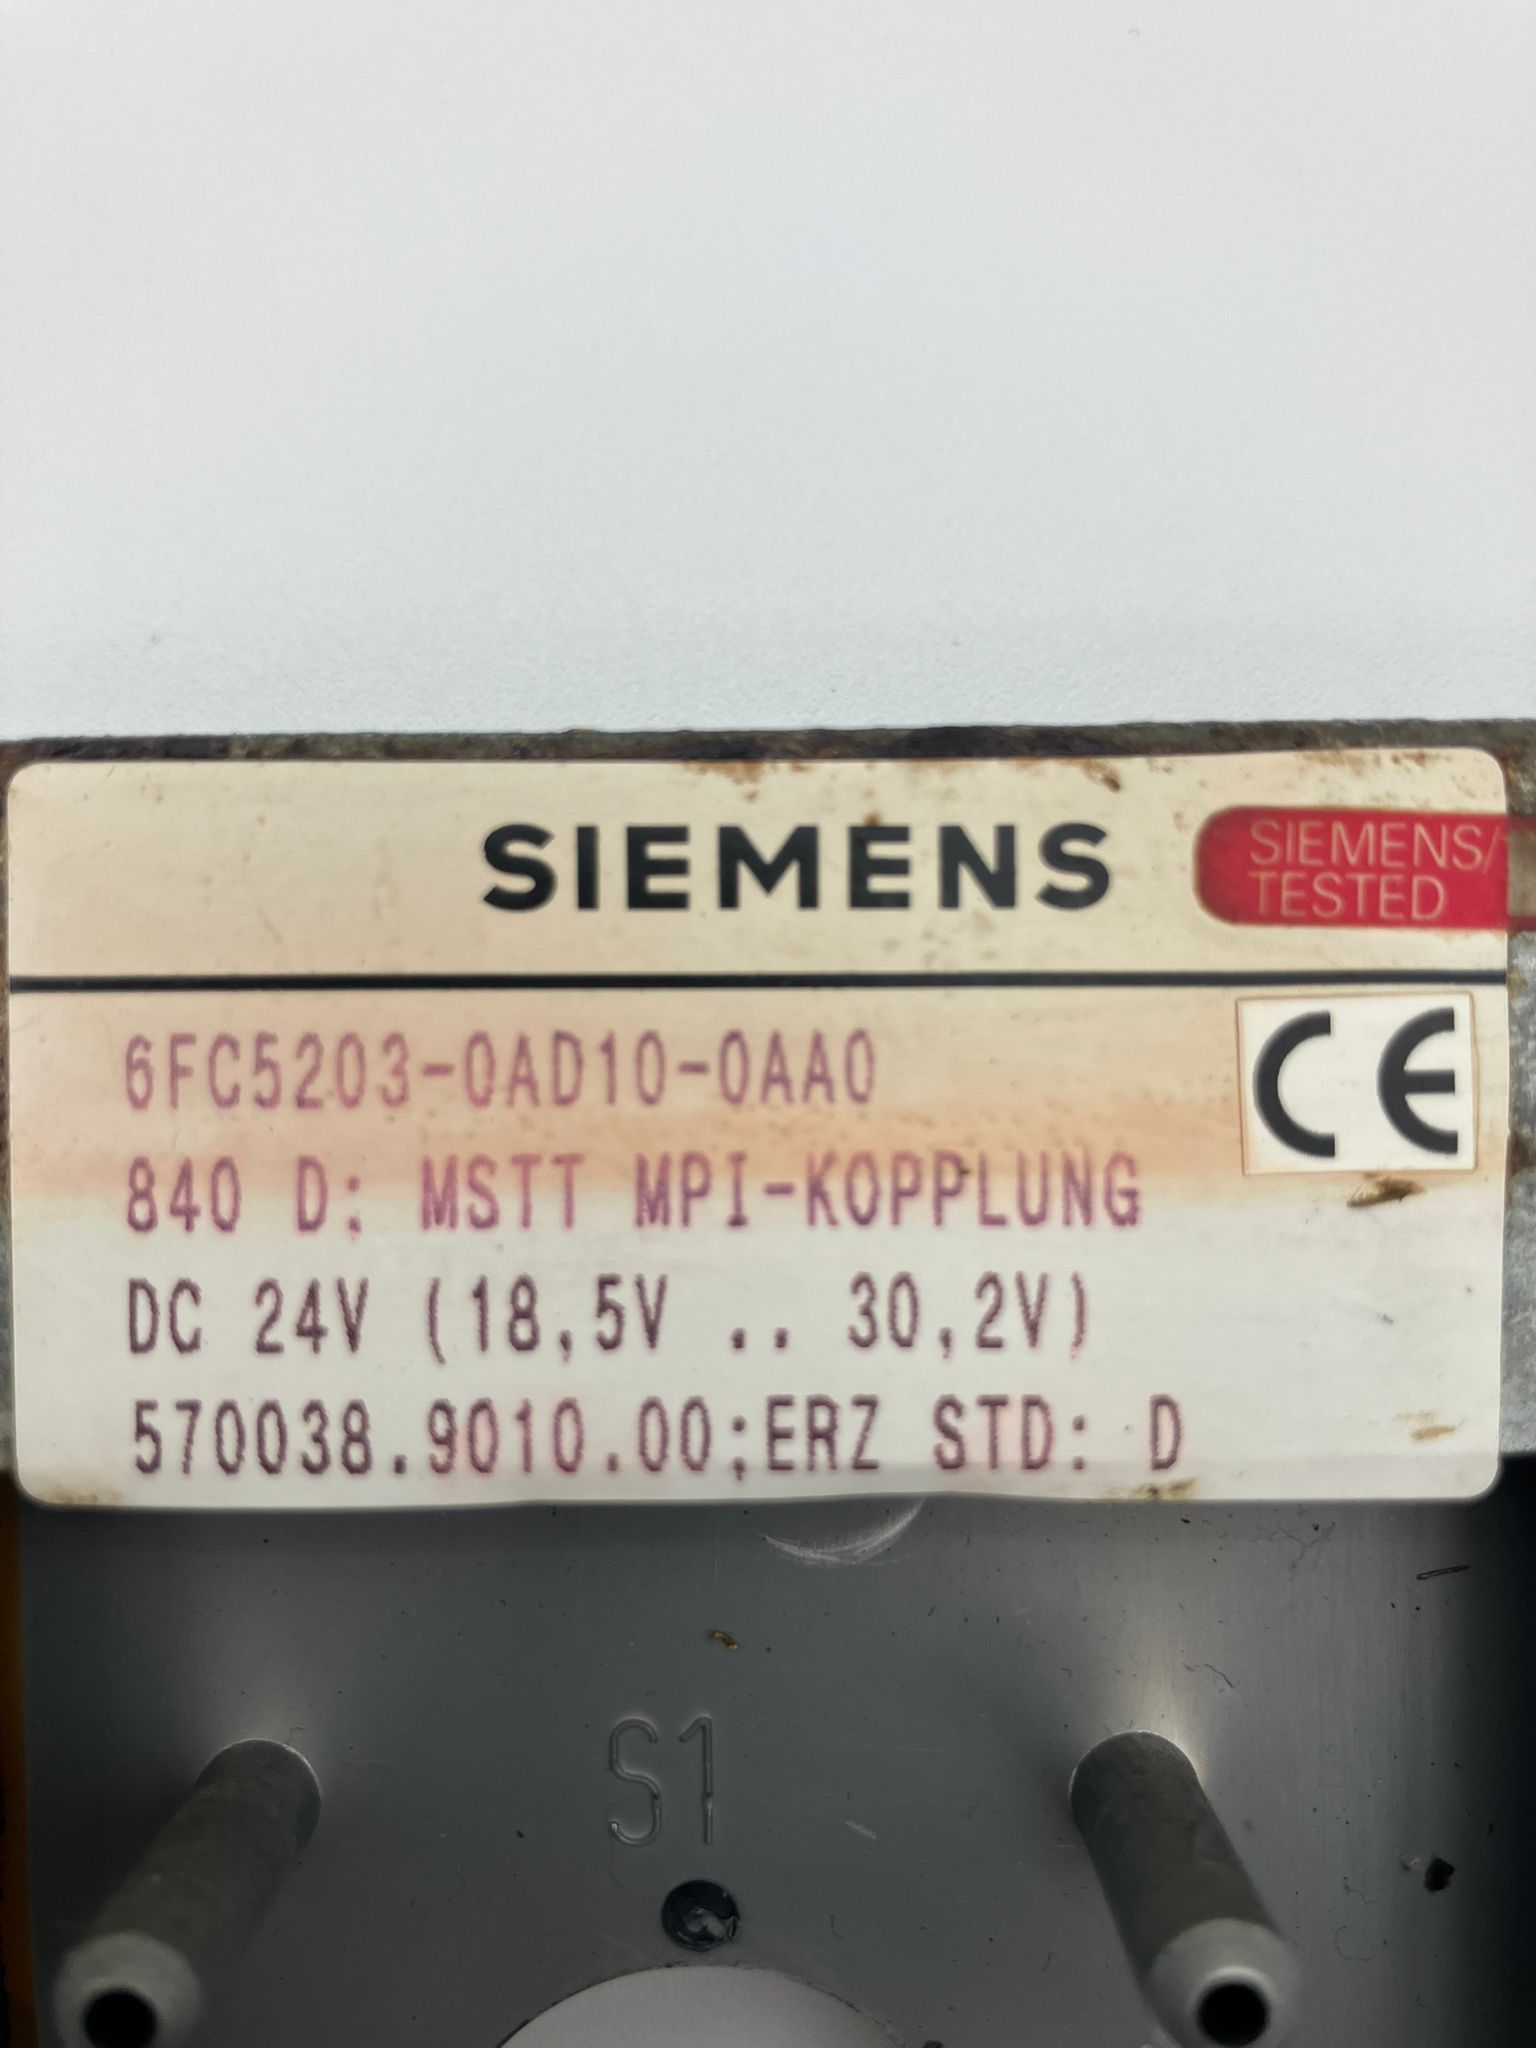 SIEMENS
SIEMENS/
TESTED
CE
6FC5203-0AD10-0AA0
840 D: MSTT MPI-KOPPLUNG
DC 24V (18,5V .. 30,2V)
570038.9010.00;ERZ STD: D
S1